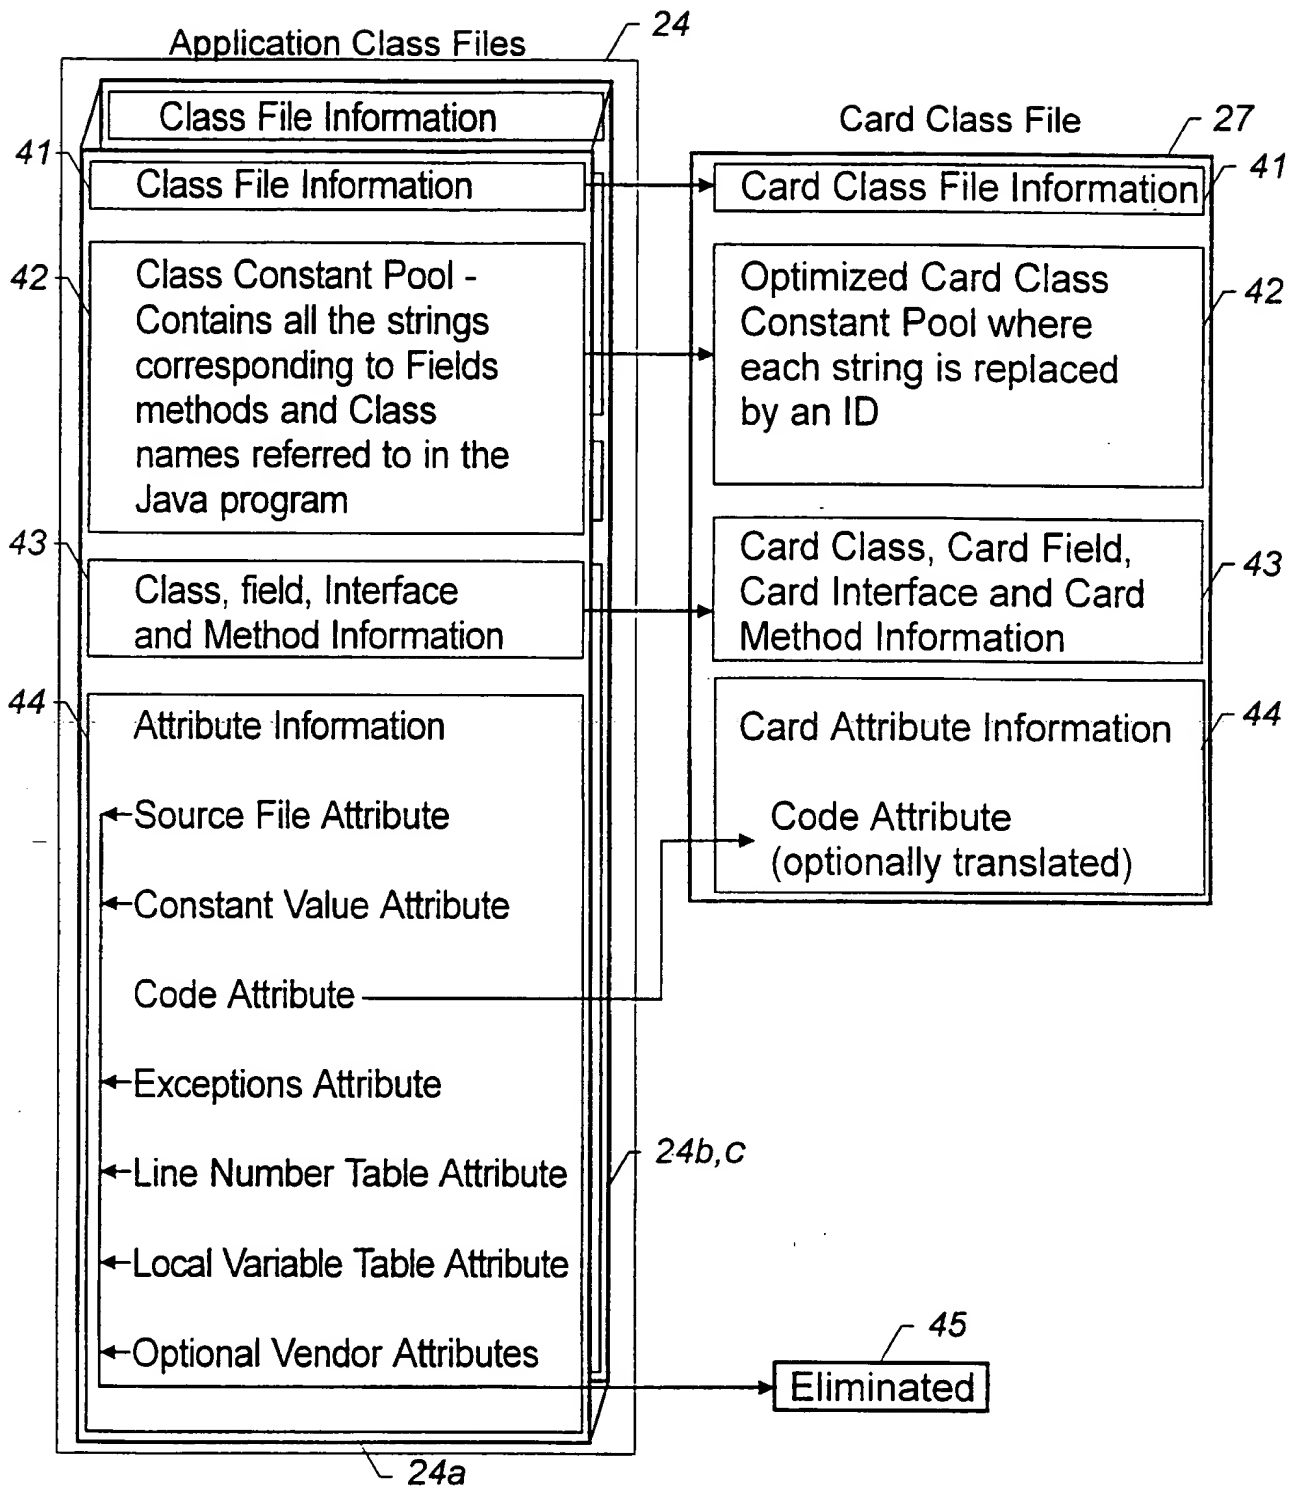 Application Class Files
24
Class File Information
41
Class File Information
42
Class Constant Pool -
Contains all the strings
corresponding to Fields
methods and Class
names referred to in the
Java program
43
Class, field, Interface
and Method Information
44
Attribute Information
Source File Attribute
Constant Value Attribute
Code Attribute
Exceptions Attribute
Line Number Table Attribute
Local Variable Table Attribute
Optional Vendor Attributes
24b,c
24a
Card Class File
27
Card Class File Information
41
Optimized Card Class
Constant Pool where
each string is replaced
by an ID
42
Card Class, Card Field,
Card Interface and Card
Method Information
43
Card Attribute Information
44
Code Attribute
(optionally translated)
45
Eliminated